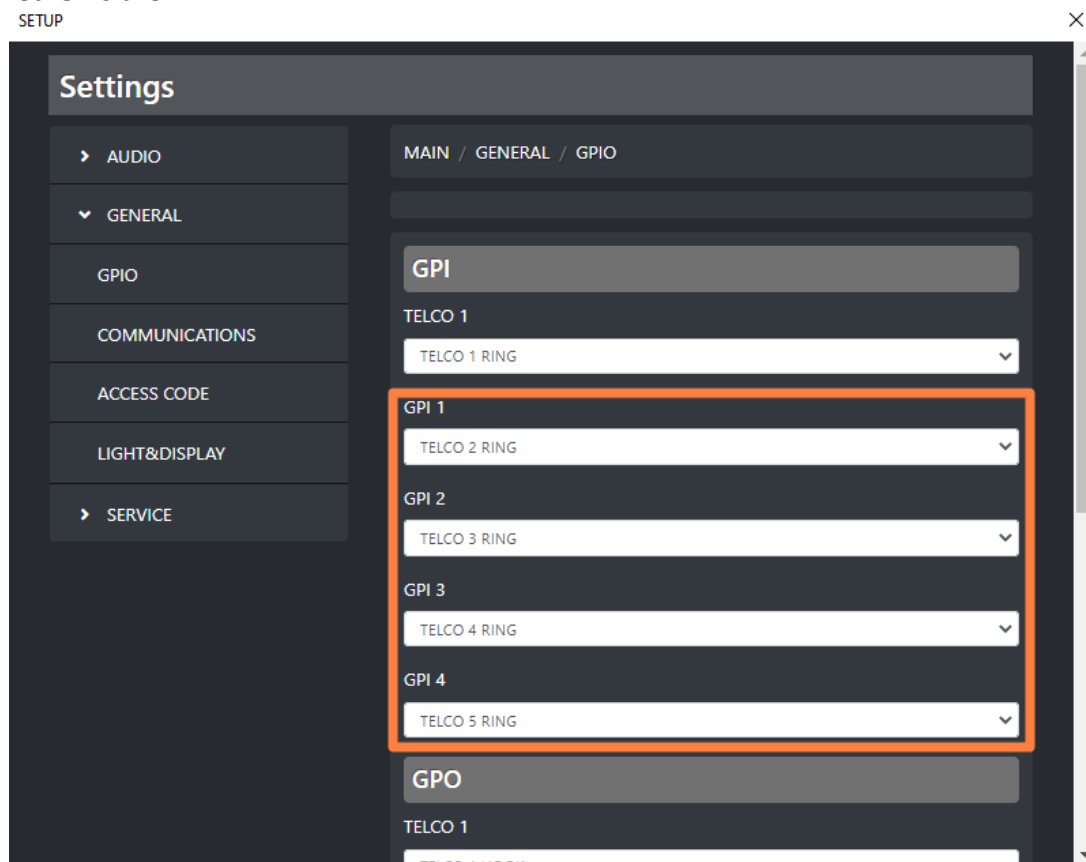 SETUP
Settings
AUDIO
GENERAL
GPIO
COMMUNICATIONS
ACCESS CODE
LIGHT&DISPLAY
SERVICE
MAIN / GENERAL / GPIO
GPI
TELCO 1
TELCO 1 RING
GPI 1
TELCO 2 RING
GPI 2
TELCO 3 RING
GPI 3
TELCO 4 RING
GPI 4
TELCO 5 RING
GPO
TELCO 1